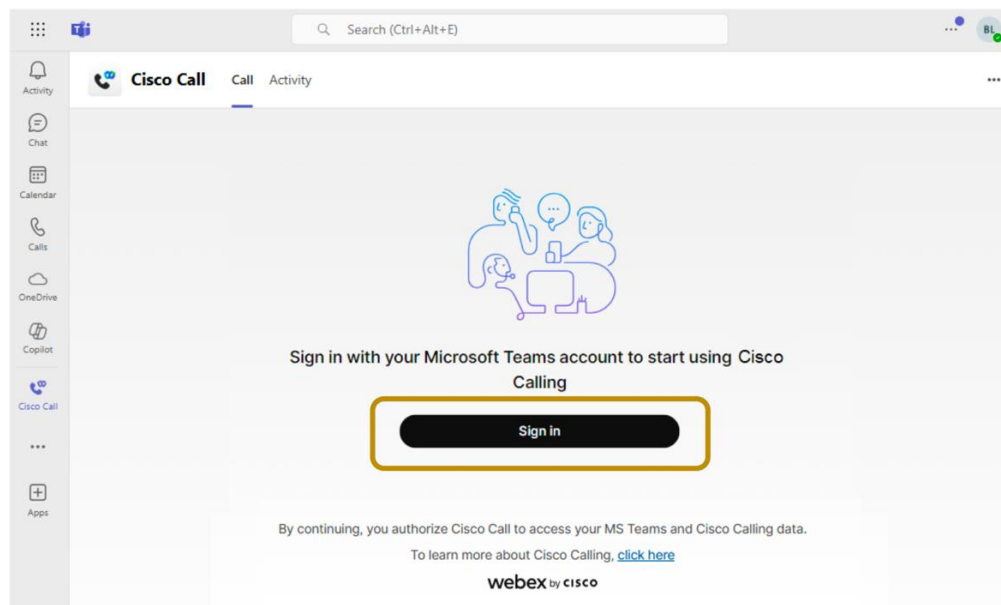 Search (Ctrl+Alt+E)
BL
Activity
Cisco Call
Call
Activity
Chat
Calendar
Calls
OneDrive
Copilot
Cisco Call
Apps
Sign in with your Microsoft Teams account to start using Cisco
Calling
Sign in
By continuing, you authorize Cisco Call to access your MS Teams and Cisco Calling data.
To learn more about Cisco Calling, click here
webex by CISCO